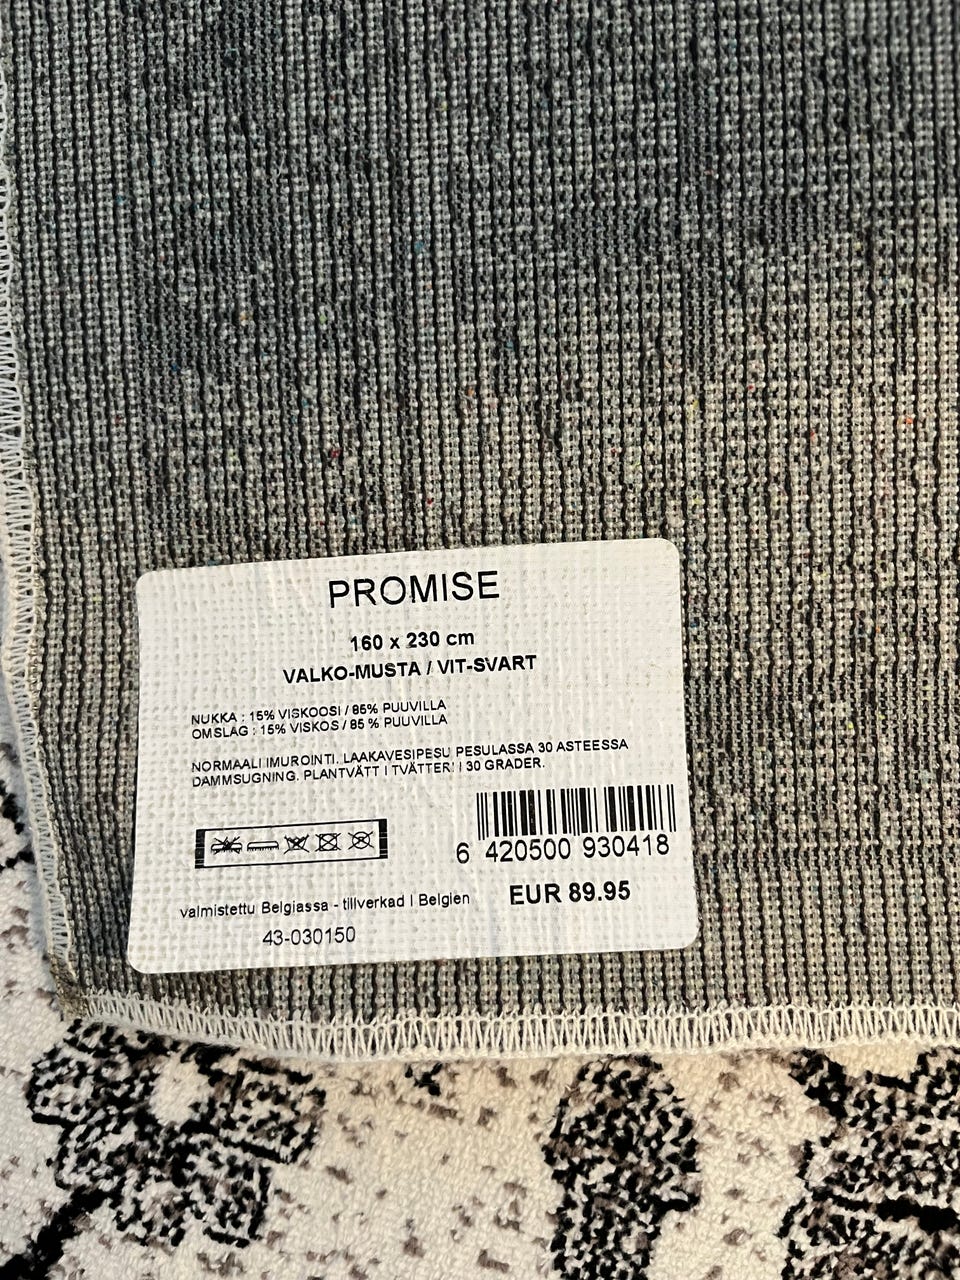 PROMISE
160 x 230 cm
VALKO-MUSTA / VIT-SVART
NUKKA : 15% VISKOOSI / 85% PUUVILLA
OMSLAG : 15% VISKOS / 85 % PUUVILLA
NORMAALI IMUROINTI. LAAKAVESIPESU PESULASSA 30 ASTEESSA
DAMMSUGNING. PLANTVÄTT I TVÄTTERI I 30 GRADER.
6 420500 930418
EUR 89.95
valmistettu Belgiassa - tillverkad I Belgien
43-030150